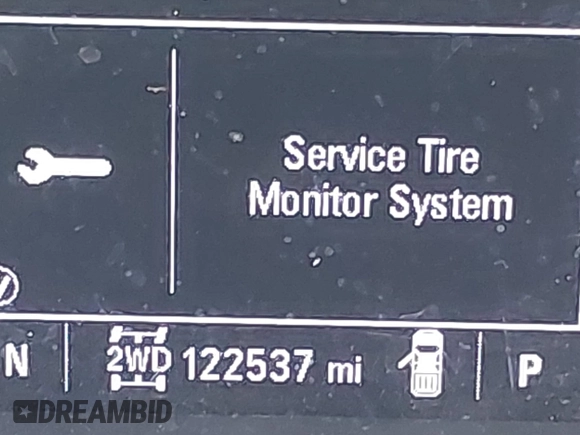 Service Tire
Monitor System
N 2WD 122537 mi P
DREAMBID